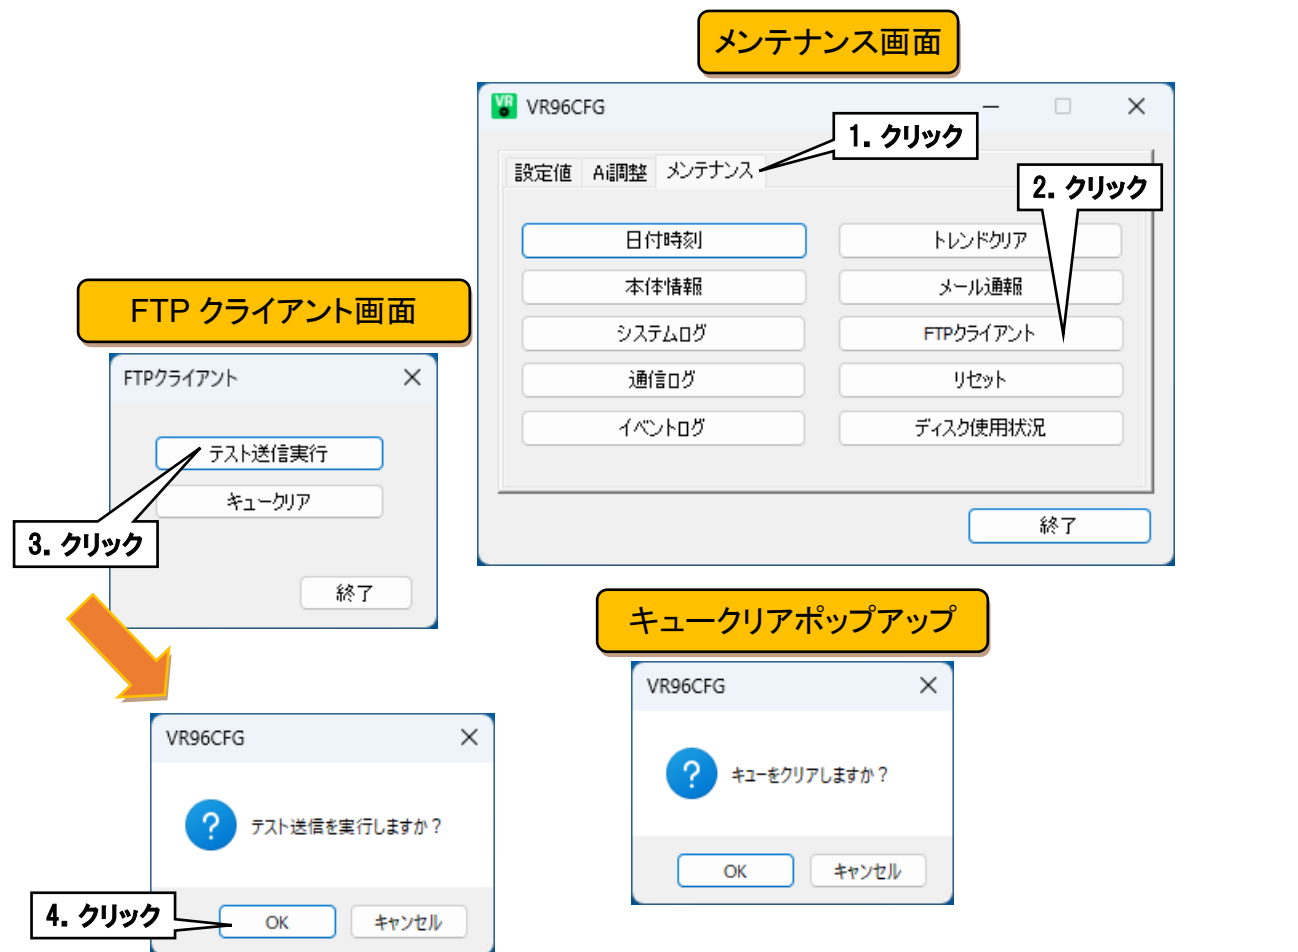 メンテナンス画面
VR96CFG
1. クリック
設定値 Ai調整 メンテナンス
2. クリック
日付時刻 トレンドクリア
本体情報 メール通報
システムログ FTPクライアント
通信ログ リセット
イベントログ ディスク使用状況
終了
FTP クライアント画面
FTPクライアント
テスト送信実行
キュークリア
3. クリック
終了
VR96CFG
テスト送信を実行しますか？
4. クリック
OK キャンセル
キュークリアポップアップ
VR96CFG
キューをクリアしますか？
OK キャンセル